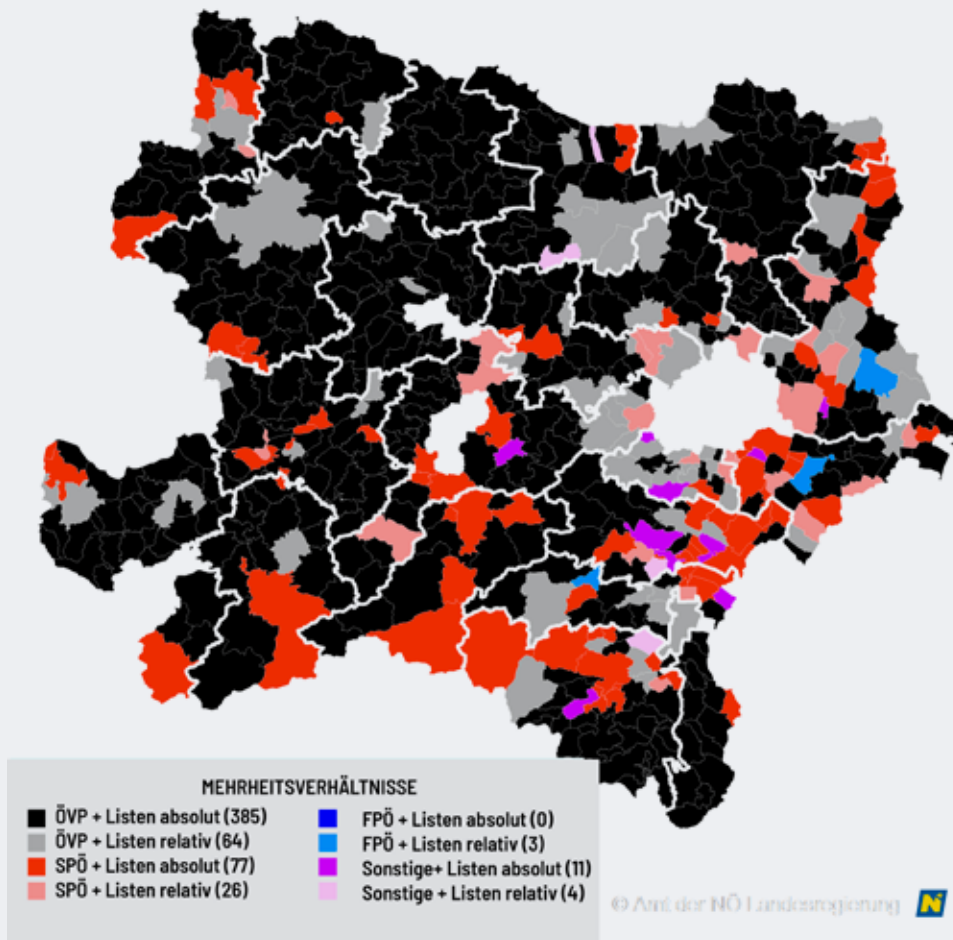 MEHRHEITSVERHÄLTNISSE
ÖVP + Listen absolut (385)
ÖVP + Listen relativ (64)
SPÖ + Listen absolut (77)
SPÖ + Listen relativ (26)
FPÖ + Listen absolut (0)
FPÖ + Listen relativ (3)
Sonstige+ Listen absolut (11)
Sonstige + Listen relativ (4)
© Amt der NÖ Landesregierung
N